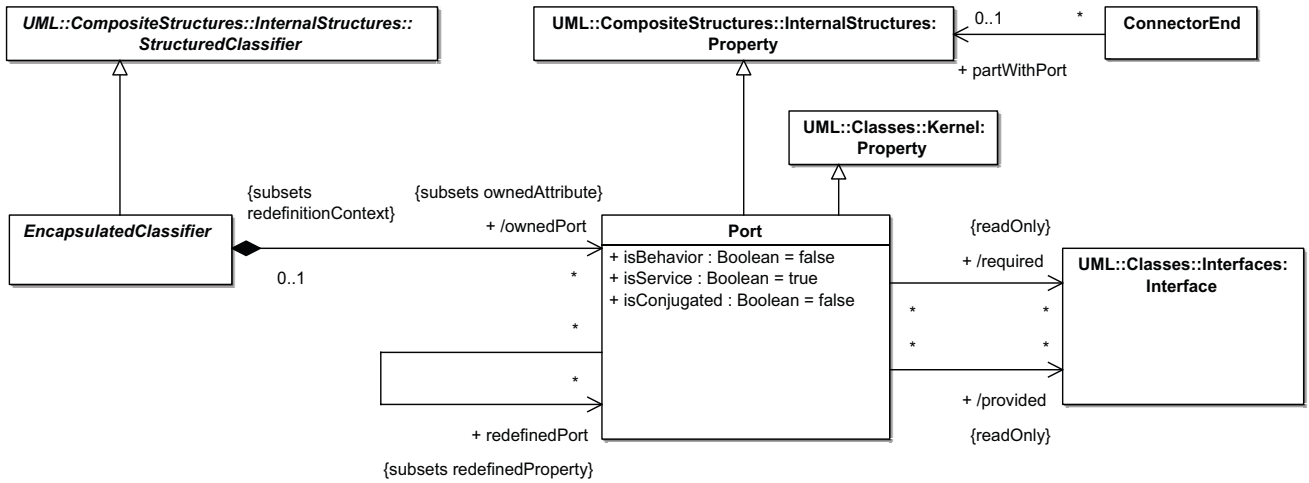 UML::CompositeStructures::InternalStructures::
StructuredClassifier
UML::CompositeStructures::InternalStructures:
Property
0..1
*
ConnectorEnd
+ partWithPort
UML::Classes::Kernel:
Property
{subsets
redefinitionContext}
{subsets ownedAttribute}
+ /ownedPort
EncapsulatedClassifier
0..1
*
Port
+ isBehavior : Boolean = false
+ isService : Boolean = true
+ isConjugated : Boolean = false
{readOnly}
+ /required
UML::Classes::Interfaces:
Interface
*
*
*
*
*
*
+ /provided
{readOnly}
+ redefinedPort
{subsets redefinedProperty}